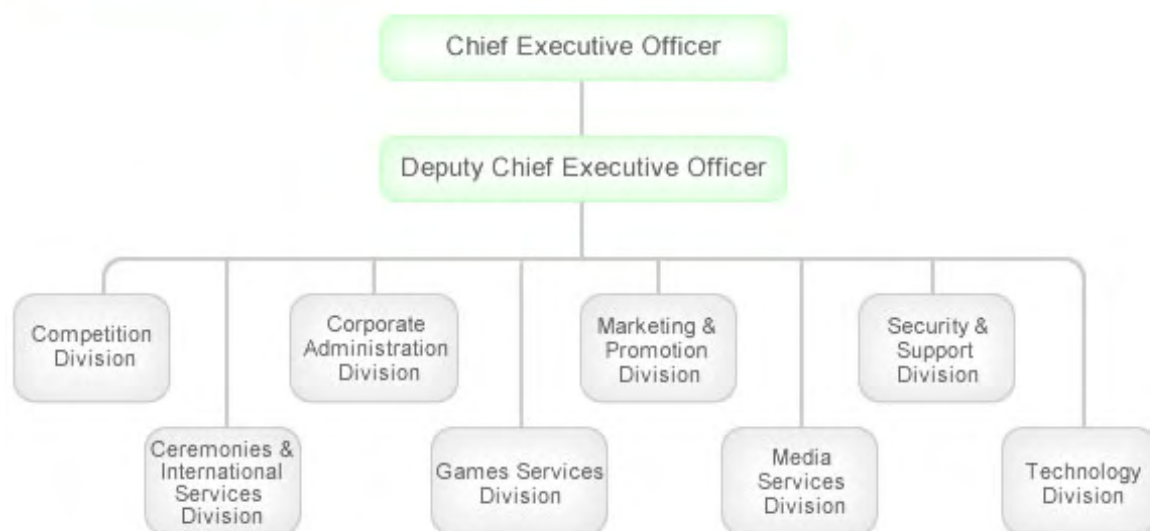 Chief Executive Officer
Deputy Chief Executive Officer
Competition
Division
Corporate
Administration
Division
Marketing &
Promotion
Division
Security &
Support
Division
Ceremonies &
International
Services
Division
Games Services
Division
Media
Services
Division
Technology
Division